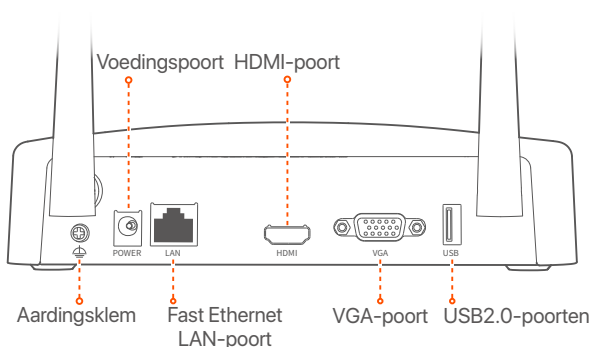 Voedingspoort HDMI-poort
POWER LAN HDMI VGA USB
Aardingsklem Fast Ethernet VGA-poort USB2.0-poorten
LAN-poort